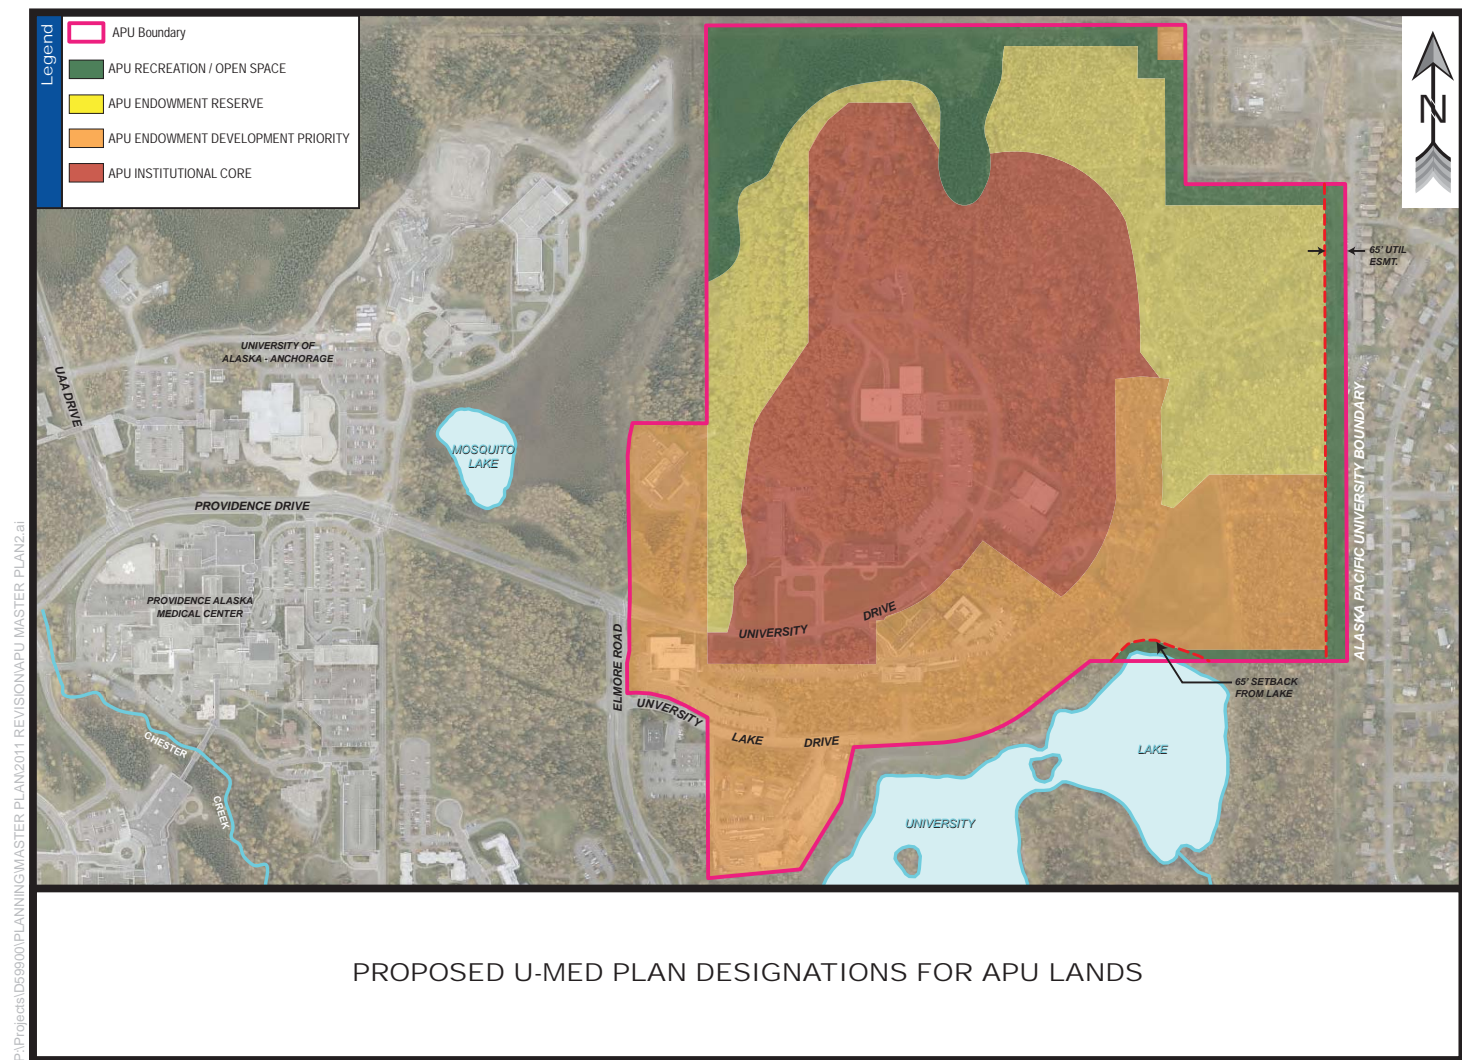 Legend
APU Boundary
APU RECREATION / OPEN SPACE
APU ENDOWMENT RESERVE
APU ENDOWMENT DEVELOPMENT PRIORITY
APU INSTITUTIONAL CORE
N
65' UTIL
ESMT.
UNIVERSITY OF
ALASKA - ANCHORAGE
UAA DRIVE
MOSQUITO
LAKE
PROVIDENCE DRIVE
ALASKA PACIFIC UNIVERSITY BOUNDARY
PROVIDENCE ALASKA
MEDICAL CENTER
UNIVERSITY
DRIVE
ELMORE ROAD
65' SETBACK
FROM LAKE
UNVERSITY
LAKE
DRIVE
CHESTER
CREEK
LAKE
UNIVERSITY
PROPOSED U-MED PLAN DESIGNATIONS FOR APU LANDS
P:\Projects\D59900\PLANNING\MASTER PLAN\2011 REVISION\APU MASTER PLAN2.ai